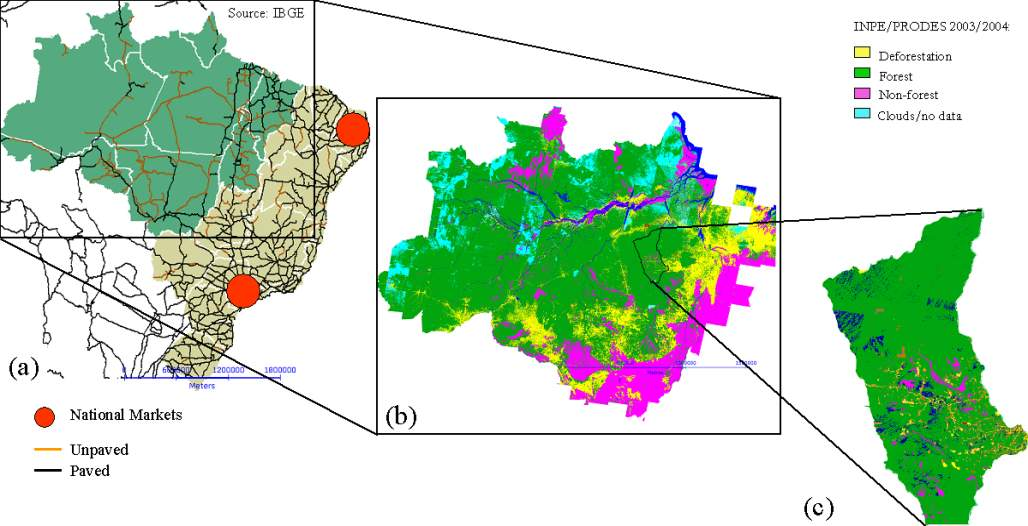 Source: IBGE
INPE/PRODES 2003/2004:
Deforestation
Forest
Non-forest
Clouds/no data
(a)
0 1200000 1800000
Meters
National Markets
Unpaved
Paved
(b)
(c)